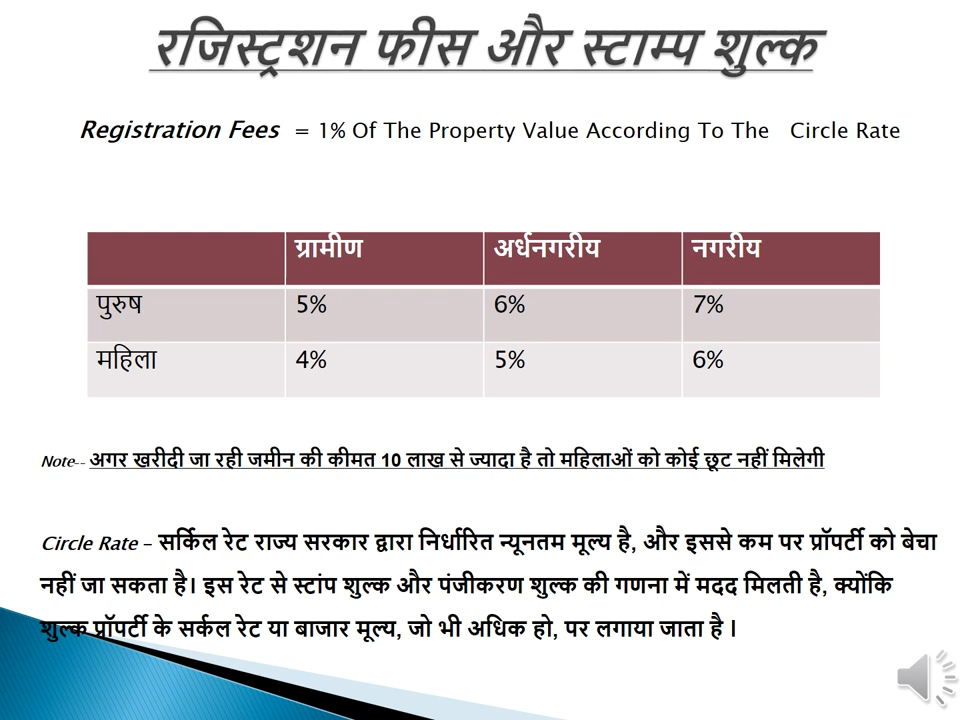 रजिस्ट्रशन फीस और स्टाम्प शुल्क
Registration Fees = 1% Of The Property Value According To The Circle Rate
ग्रामीण अर्धनगरीय नगरीय
पुरुष 5% 6% 7%
महिला 4% 5% 6%
Note-- अगर खरीदी जा रही जमीन की कीमत 10 लाख से ज्यादा है तो महिलाओं को कोई छूट नहीं मिलेगी
Circle Rate – सर्किल रेट राज्य सरकार द्वारा निर्धारित न्यूनतम मूल्य है, और इससे कम पर प्रॉपर्टी को बेचा
नहीं जा सकता है। इस रेट से स्टांप शुल्क और पंजीकरण शुल्क की गणना में मदद मिलती है, क्योंकि
शुल्क प्रॉपर्टी के सर्कल रेट या बाजार मूल्य, जो भी अधिक हो, पर लगाया जाता है I